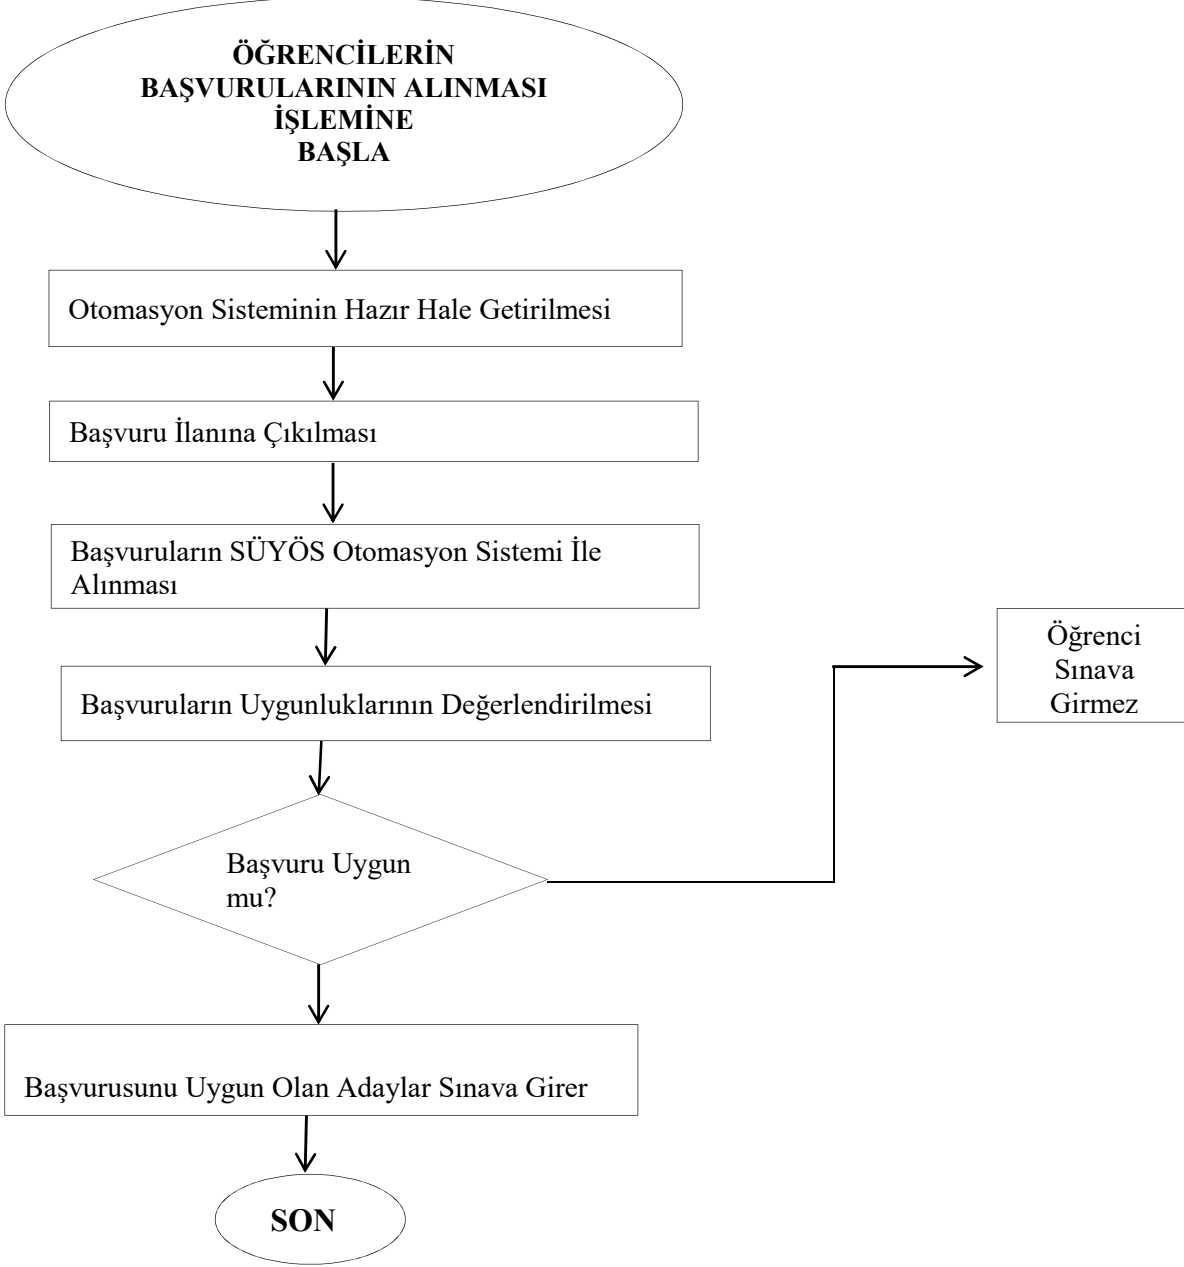 ÖĞRENCİLERİN
BAŞVURULARININ ALINMASI
İŞLEMİNE
BAŞLA
Otomasyon Sisteminin Hazır Hale Getirilmesi
Başvuru İlanına Çıkılması
Başvuruların SÜYÖS Otomasyon Sistemi İle
Alınması
Başvuruların Uygunluklarının Değerlendirilmesi
Öğrenci
Sınava
Girmez
Başvuru Uygun
mu?
Başvurusunu Uygun Olan Adaylar Sınava Girer
SON